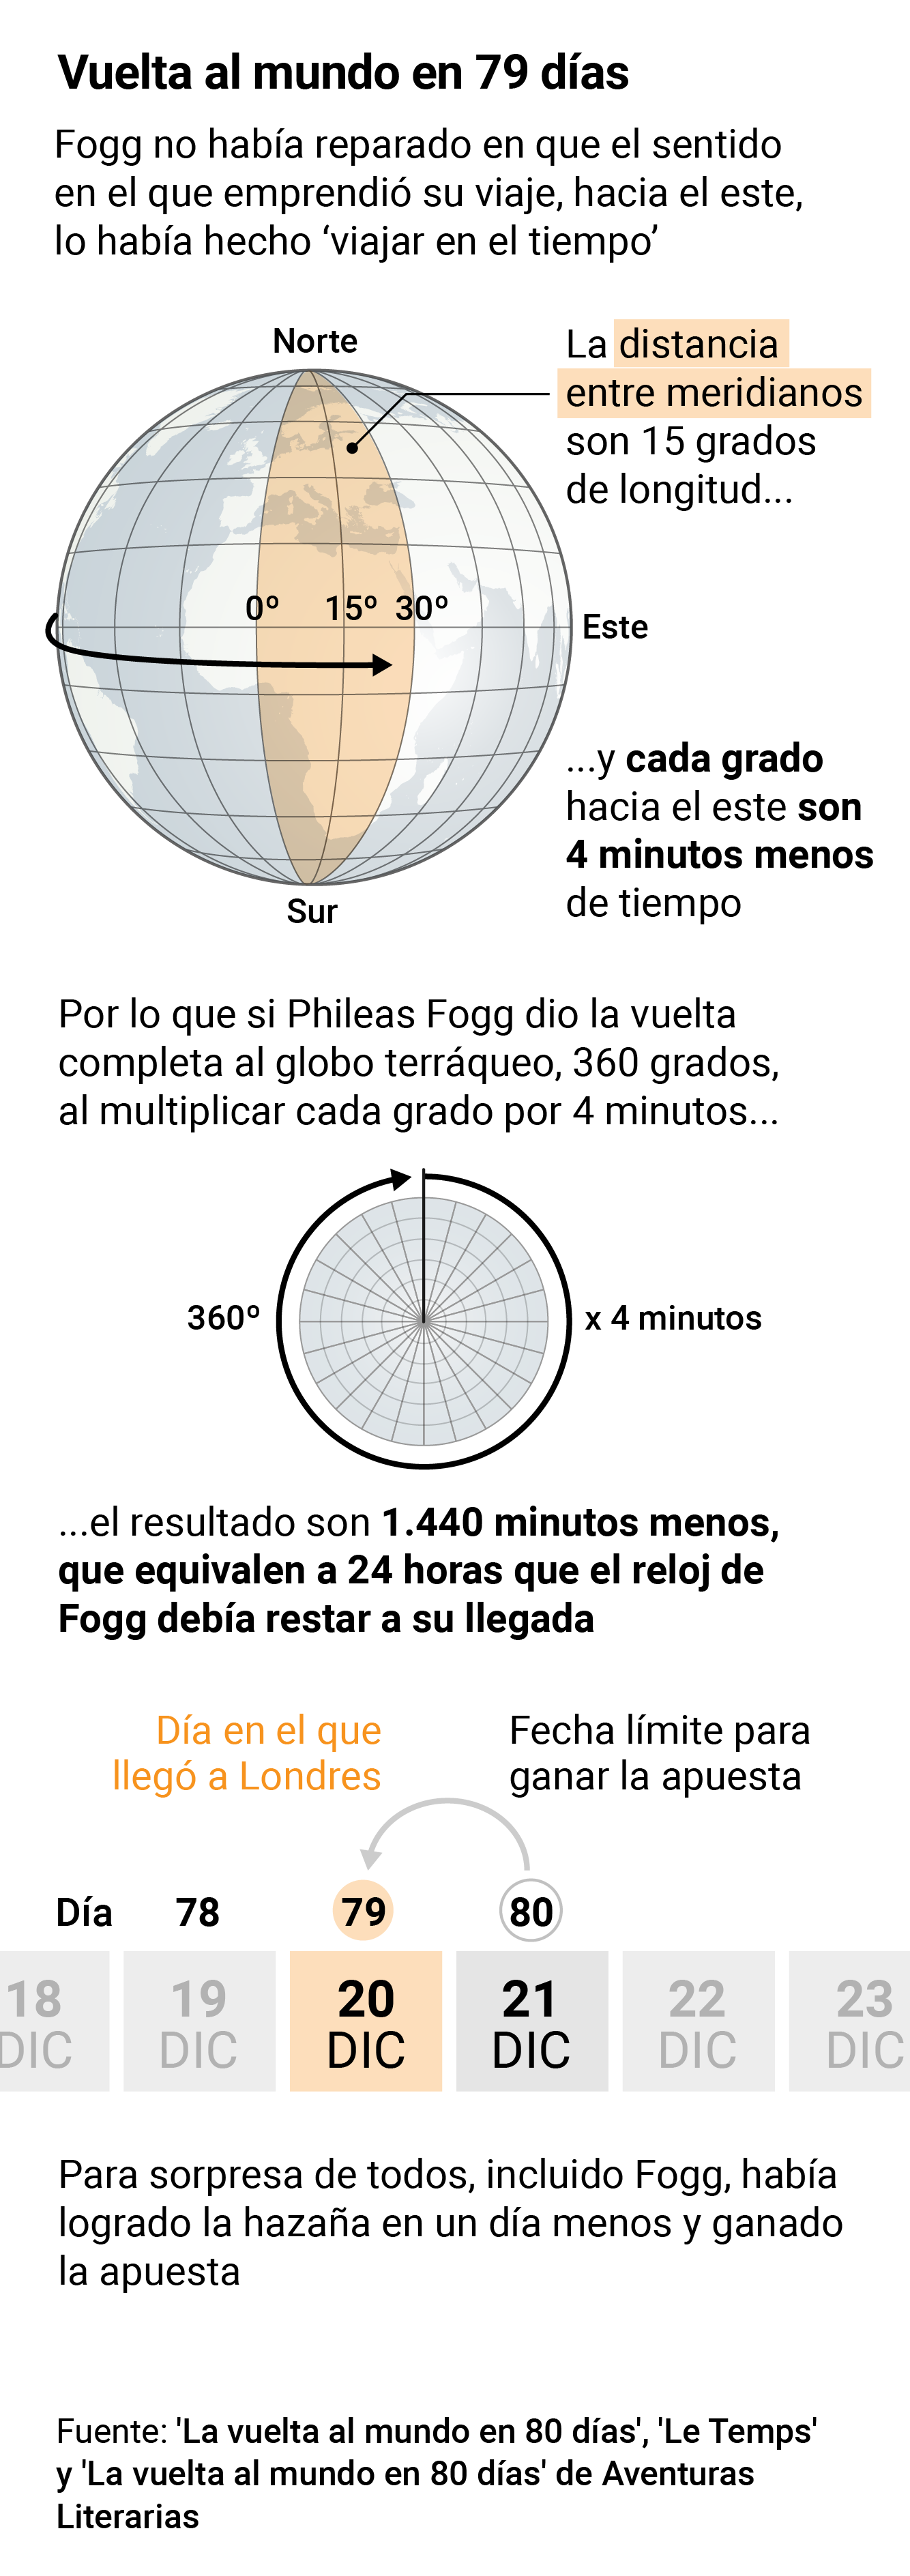 Vuelta al mundo en 79 días
Fogg no había reparado en que el sentido
en el que emprendió su viaje, hacia el este,
lo había hecho ‘viajar en el tiempo’
Norte
La distancia
entre meridianos
son 15 grados
de longitud...
0º 15º 30º
Este
...y cada grado
hacia el este son
4 minutos menos
de tiempo
Sur
Por lo que si Phileas Fogg dio la vuelta
completa al globo terráqueo, 360 grados,
al multiplicar cada grado por 4 minutos...
360º
x 4 minutos
...el resultado son 1.440 minutos menos,
que equivalen a 24 horas que el reloj de
Fogg debía restar a su llegada
Día en el que
llegó a Londres
Fecha límite para
ganar la apuesta
Día 78 79 80
18 19 20 21 22 23
DIC DIC DIC DIC DIC DIC
Para sorpresa de todos, incluido Fogg, había
logrado la hazaña en un día menos y ganado
la apuesta
Fuente: 'La vuelta al mundo en 80 días', 'Le Temps'
y 'La vuelta al mundo en 80 días' de Aventuras
Literarias